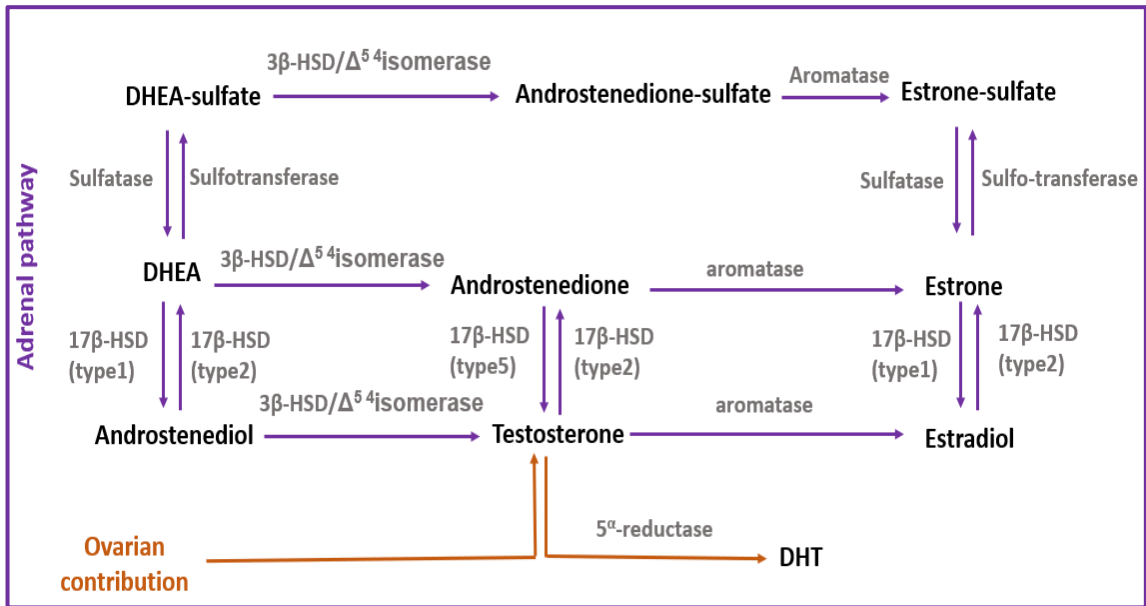 3β-HSD/Δ⁵ ⁴isomerase
Aromatase
DHEA-sulfate
Androstenedione-sulfate
Estrone-sulfate
Adrenal pathway
Sulfatase
Sulfotransferase
Sulfatase
Sulfo-transferase
DHEA
3β-HSD/Δ⁵ ⁴isomerase
Androstenedione
aromatase
Estrone
17β-HSD
(type1)
17β-HSD
(type2)
17β-HSD
(type5)
17β-HSD
(type2)
17β-HSD
(type1)
17β-HSD
(type2)
3β-HSD/Δ⁵ ⁴isomerase
aromatase
Androstenediol
Testosterone
Estradiol
Ovarian
contribution
5ᵅ-reductase
DHT